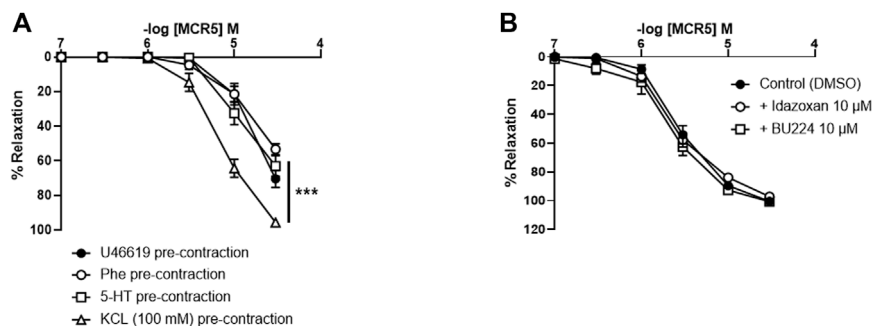 A
-log [MCR5] M
7 6 5 4
0
20
40
60
80
100
% Relaxation
***
U46619 pre-contraction
Phe pre-contraction
5-HT pre-contraction
KCL (100 mM) pre-contraction
B
-log [MCR5] M
7 6 5 4
0
20
40
60
80
100
120
% Relaxation
Control (DMSO)
+ Idazoxan 10 µM
+ BU224 10 µM